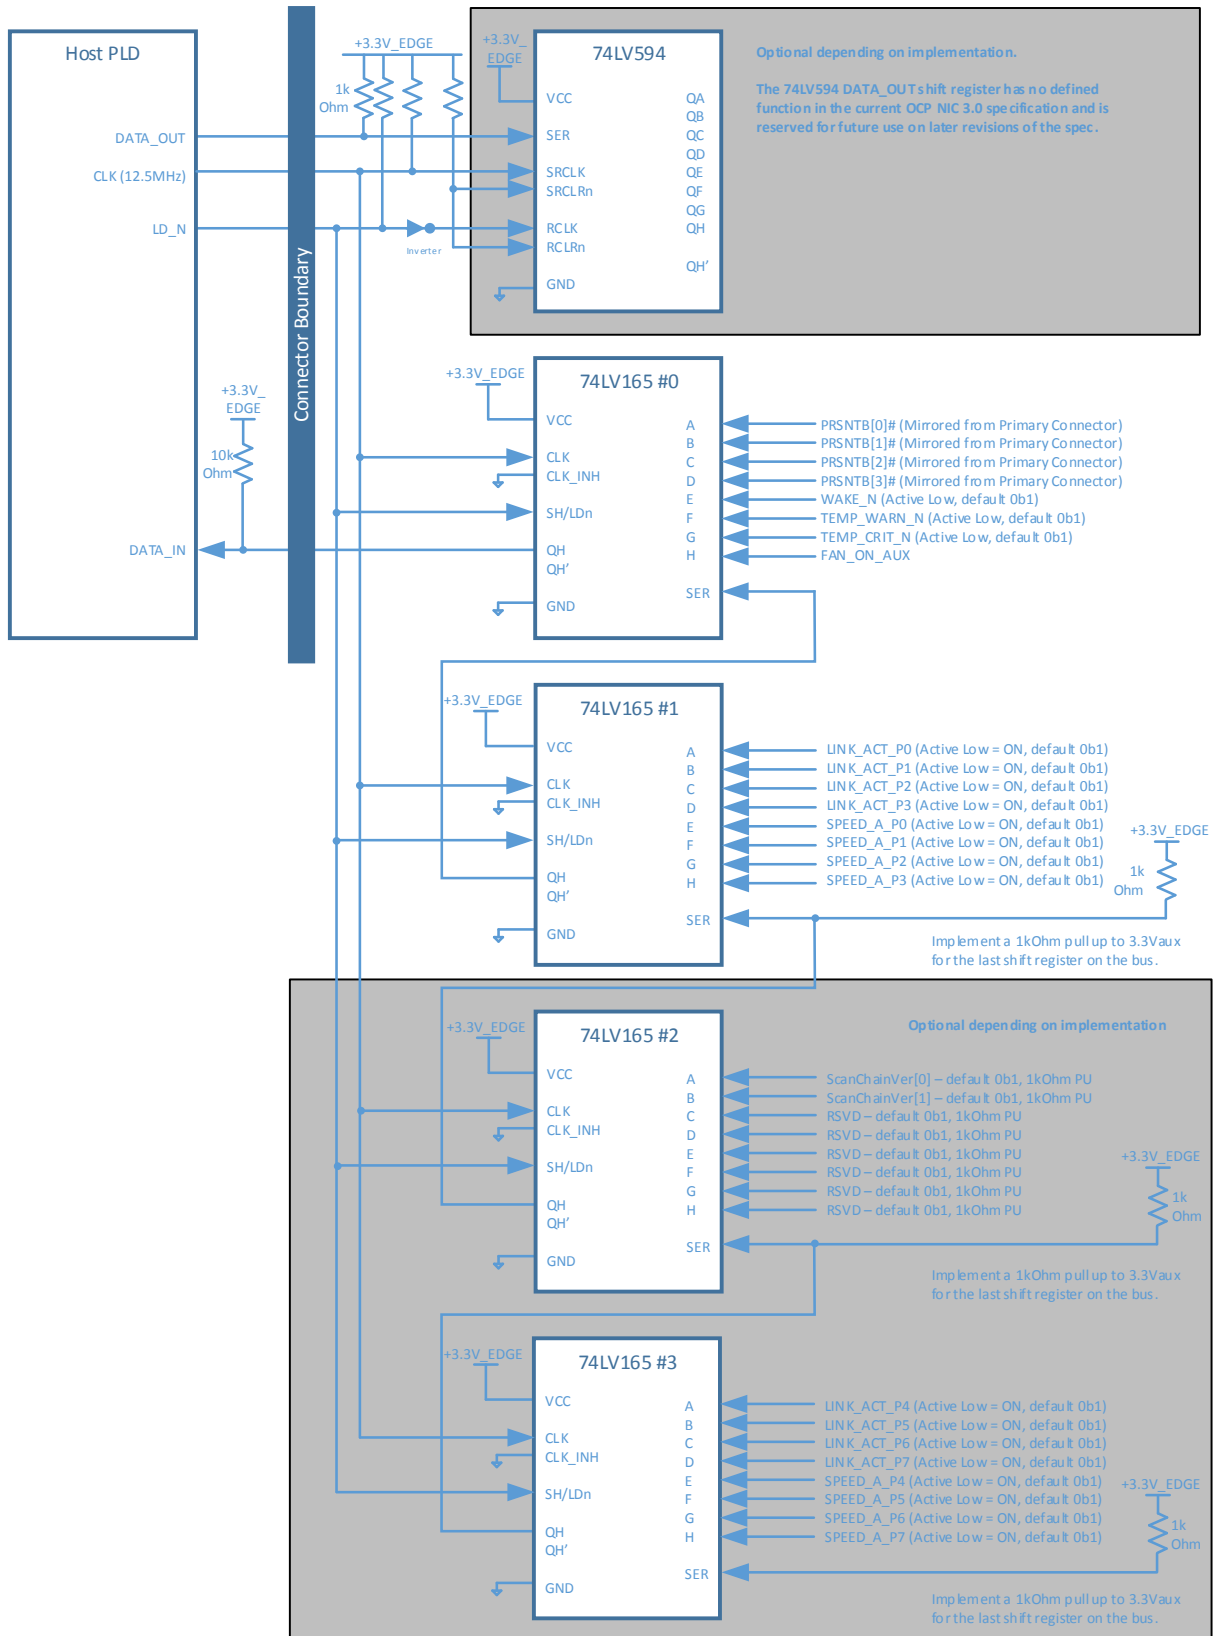 Host PLD
DATA_OUT
CLK (12.5MHz)
LD_N
+3.3V_
EDGE
10k
Ohm
DATA_IN
Connector Boundary
+3.3V_EDGE
1k
Ohm
Inverter
+3.3V_
EDGE
74LV594
VCC
SER
SRCLK
SRCLRn
RCLK
RCLRn
GND
QA
QB
QC
QD
QE
QF
QG
QH
QH'
Optional depending on implementation.
The 74LV594 DATA_OUT shift register has no defined
function in the current OCP NIC 3.0 specification and is
reserved for future use on later revisions of the spec.
+3.3V_EDGE
74LV165 #0
VCC
CLK
CLK_INH
SH/LDn
QH
QH'
GND
A
B
C
D
E
F
G
H
SER
PRSNTB[0]# (Mirrored from Primary Connector)
PRSNTB[1]# (Mirrored from Primary Connector)
PRSNTB[2]# (Mirrored from Primary Connector)
PRSNTB[3]# (Mirrored from Primary Connector)
WAKE_N (Active Low, default 0b1)
TEMP_WARN_N (Active Low, default 0b1)
TEMP_CRIT_N (Active Low, default 0b1)
FAN_ON_AUX
+3.3V_EDGE
74LV165 #1
VCC
CLK
CLK_INH
SH/LDn
QH
QH'
GND
A
B
C
D
E
F
G
H
SER
LINK_ACT_P0 (Active Low = ON, default 0b1)
LINK_ACT_P1 (Active Low = ON, default 0b1)
LINK_ACT_P2 (Active Low = ON, default 0b1)
LINK_ACT_P3 (Active Low = ON, default 0b1)
SPEED_A_P0 (Active Low = ON, default 0b1)
SPEED_A_P1 (Active Low = ON, default 0b1)
SPEED_A_P2 (Active Low = ON, default 0b1)
SPEED_A_P3 (Active Low = ON, default 0b1)
+3.3V_EDGE
1k
Ohm
Implement a 1kOhm pull up to 3.3Vaux
for the last shift register on the bus.
Optional depending on implementation
+3.3V_EDGE
74LV165 #2
VCC
CLK
CLK_INH
SH/LDn
QH
QH'
GND
A
B
C
D
E
F
G
H
SER
ScanChainVer[0] – default 0b1, 1kOhm PU
ScanChainVer[1] – default 0b1, 1kOhm PU
RSVD – default 0b1, 1kOhm PU
RSVD – default 0b1, 1kOhm PU
RSVD – default 0b1, 1kOhm PU
RSVD – default 0b1, 1kOhm PU
RSVD – default 0b1, 1kOhm PU
RSVD – default 0b1, 1kOhm PU
+3.3V_EDGE
1k
Ohm
Implement a 1kOhm pull up to 3.3Vaux
for the last shift register on the bus.
+3.3V_EDGE
74LV165 #3
VCC
CLK
CLK_INH
SH/LDn
QH
QH'
GND
A
B
C
D
E
F
G
H
SER
LINK_ACT_P4 (Active Low = ON, default 0b1)
LINK_ACT_P5 (Active Low = ON, default 0b1)
LINK_ACT_P6 (Active Low = ON, default 0b1)
LINK_ACT_P7 (Active Low = ON, default 0b1)
SPEED_A_P4 (Active Low = ON, default 0b1)
SPEED_A_P5 (Active Low = ON, default 0b1)
SPEED_A_P6 (Active Low = ON, default 0b1)
SPEED_A_P7 (Active Low = ON, default 0b1)
+3.3V_EDGE
1k
Ohm
Implement a 1kOhm pull up to 3.3Vaux
for the last shift register on the bus.